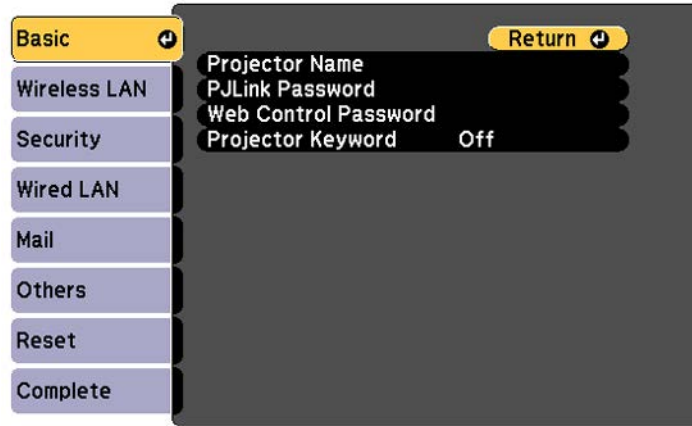 Basic
Wireless LAN
Security
Wired LAN
Mail
Others
Reset
Complete
Return
Projector Name
PJLink Password
Web Control Password
Projector Keyword Off